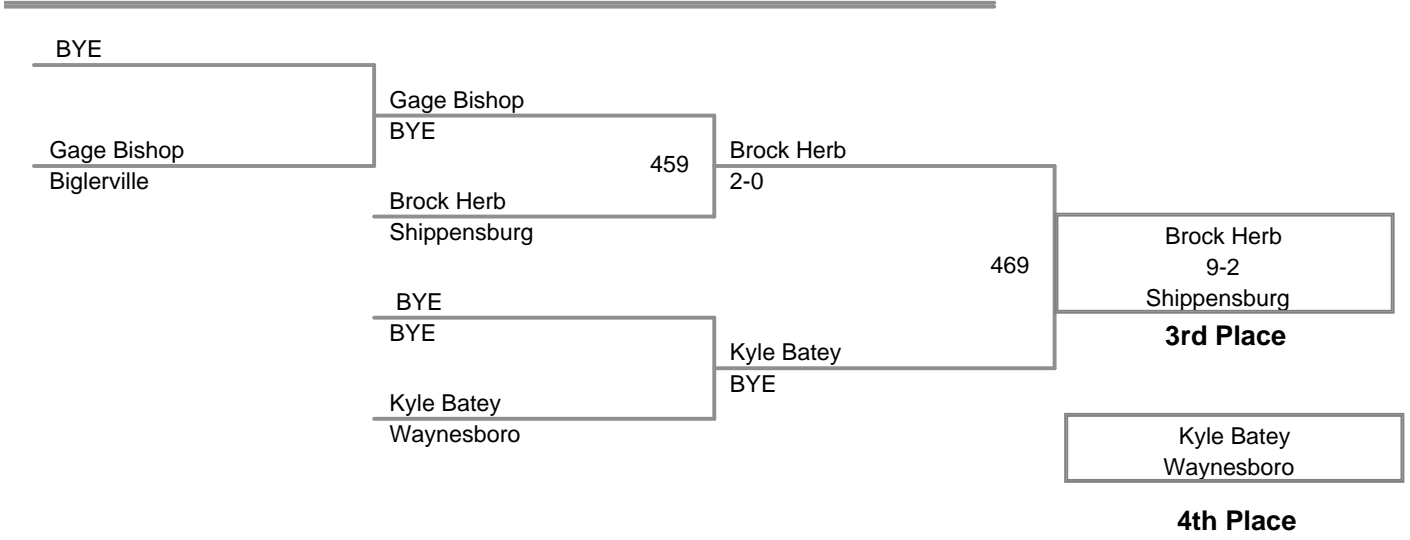 BYE
Gage Bishop
Biglerville
Gage Bishop
BYE
459
Brock Herb
Shippensburg
Brock Herb
2-0
BYE
BYE
Kyle Batey
Waynesboro
Kyle Batey
BYE
469
Brock Herb
9-2
Shippensburg
3rd Place
Kyle Batey
Waynesboro
4th Place